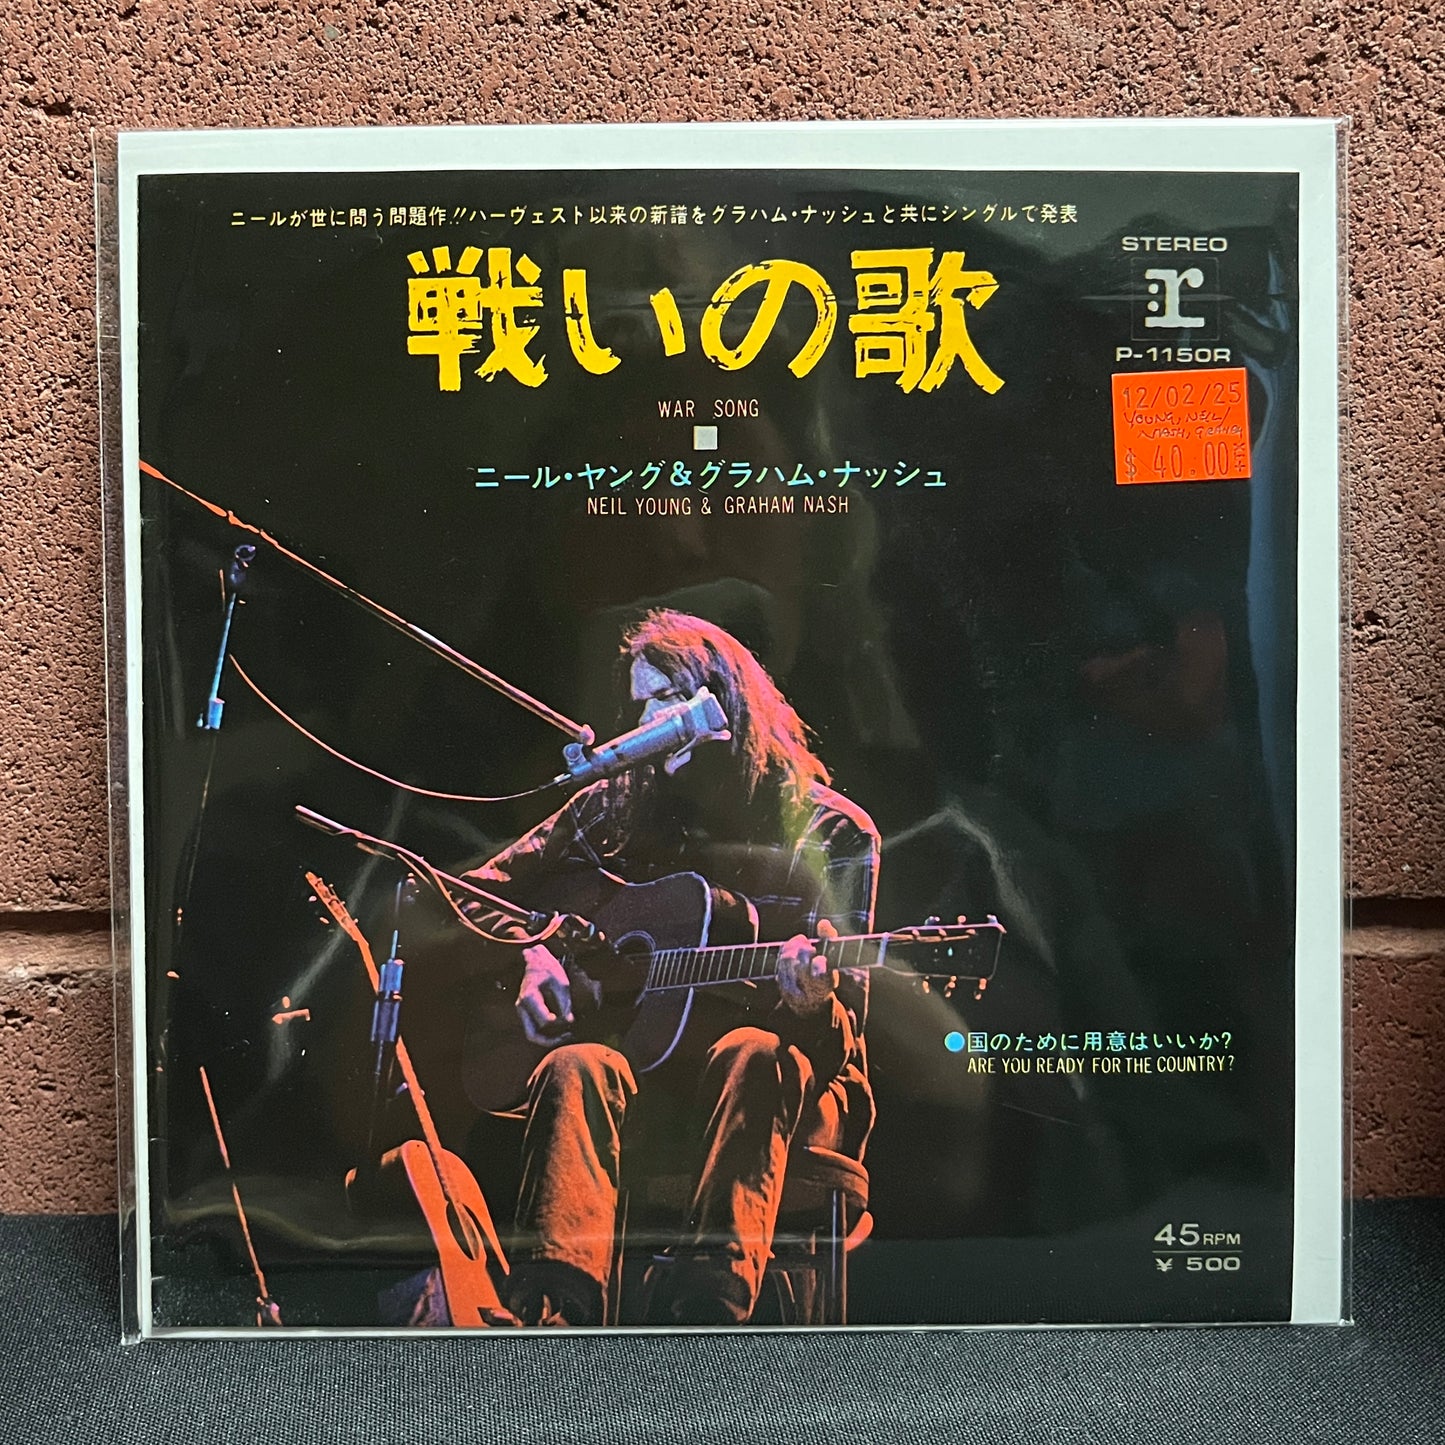 ニールが世に問う問題作!!ハーヴェスト以来の新譜をグラハム・ナッシュと共にシングルで発表
戦いの歌
WAR SONG
ニール・ヤング&グラハム・ナッシュ
NEIL YOUNG & GRAHAM NASH
STEREO
r
P-1150R
12/02/25
YOUNG, NEIL/
NASH, GRAHAM
$ 40.00
●国のために用意はいいか?
ARE YOU READY FOR THE COUNTRY?
45RPM
¥ 500